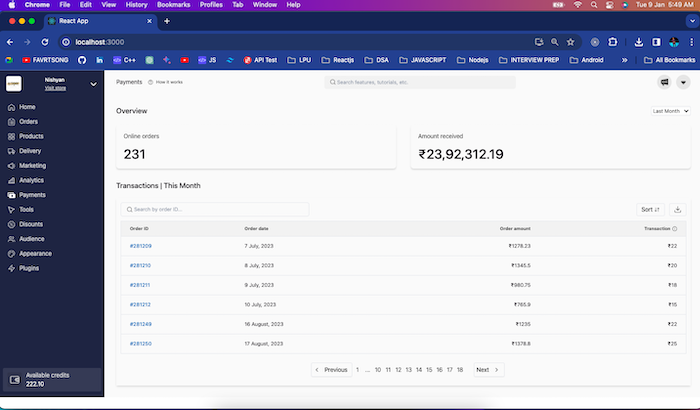 Chrome File Edit View History Bookmarks Profiles Tab Window Help Tue 9 Jan 5:49 AM
React App
localhost:3000
FAVRTSONG C++ JS API Test LPU Reactjs DSA JAVASCRIPT Nodejs INTERVIEW PREP Android » All Bookmarks
Nishyan
Visit store
Payments How it works Search features, tutorials, etc.
Home
Orders
Products
Delivery
Marketing
Analytics
Payments
Tools
Disounts
Audience
Appearance
Plugins
Available credits
222.10
Overview Last Month
Online orders
231
Amount received
₹23,92,312.19
Transactions | This Month
Search by order ID... Sort
Order ID Order date Order amount Transaction
#281209 7 July, 2023 ₹1278.23 ₹22
#281210 8 July, 2023 ₹1345.5 ₹20
#281211 9 July, 2023 ₹980.75 ₹18
#281212 10 July, 2023 ₹765.9 ₹15
#281249 16 August, 2023 ₹1235 ₹22
#281250 17 August, 2023 ₹1378.8 ₹25
< Previous 1 ... 10 11 12 13 14 15 16 17 18 Next >